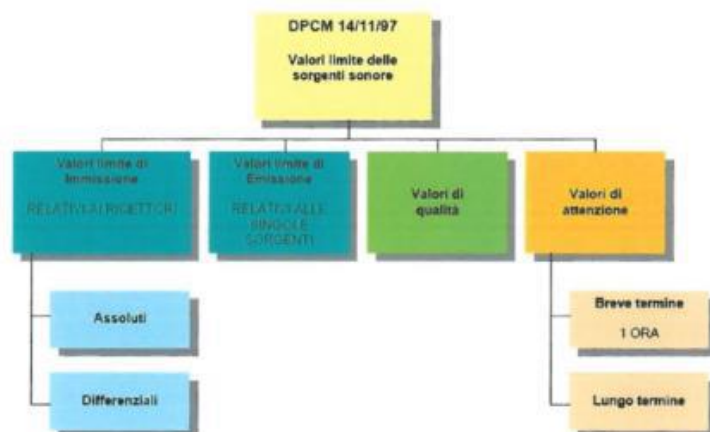 DPCM 14/11/97
Valori limite delle
sorgenti sonore
Valori limite di
Immissione
RELATIVI AI RICETTORI
Valori limite di
Emissione
RELATIVI ALLE
SINGOLE
SORGENTI
Valori di
qualità
Valori di
attenzione
Assoluti
Differenziali
Breve termine
1 ORA
Lungo termine